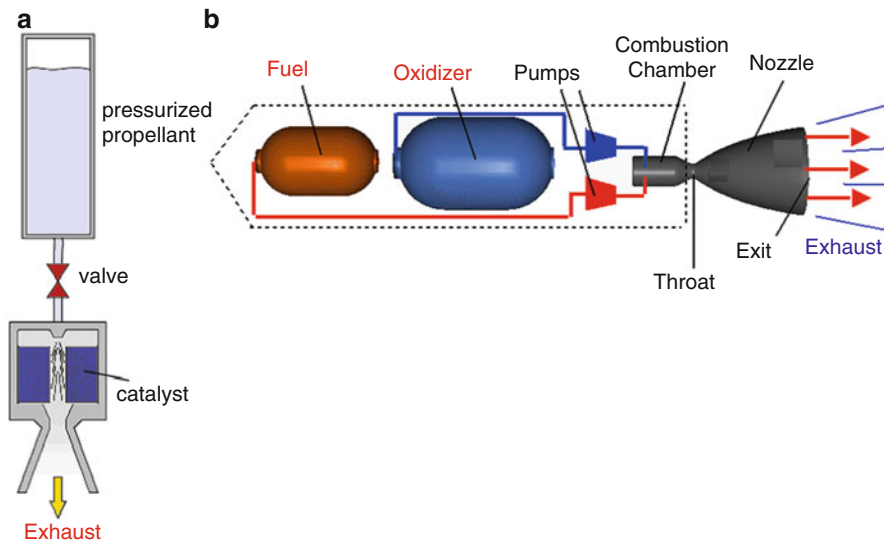 a
pressurized
propellant
valve
catalyst
Exhaust
b
Fuel
Oxidizer
Pumps
Combustion
Chamber
Nozzle
Throat
Exit
Exhaust